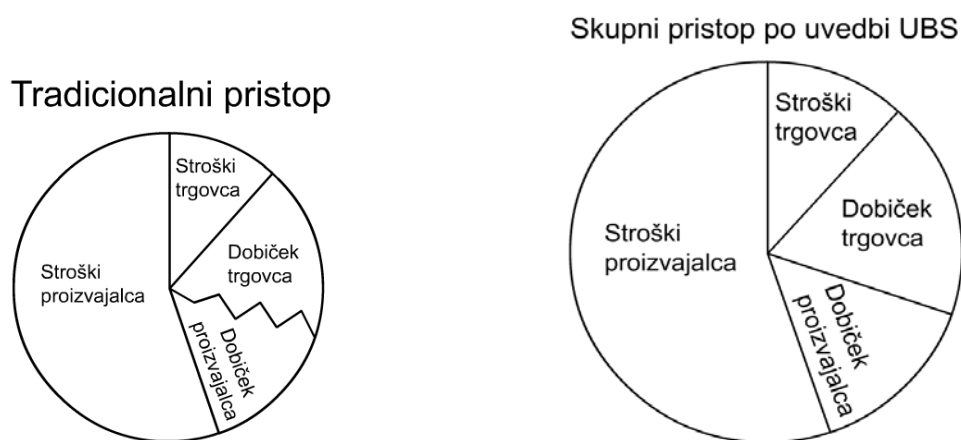 Tradicionalni pristop
Stroški
trgovca
Dobiček
trgovca
Stroški
proizvajalca
Dobiček
proizvajalca
Skupni pristop po uvedbi UBS
Stroški
trgovca
Dobiček
trgovca
Stroški
proizvajalca
Dobiček
proizvajalca